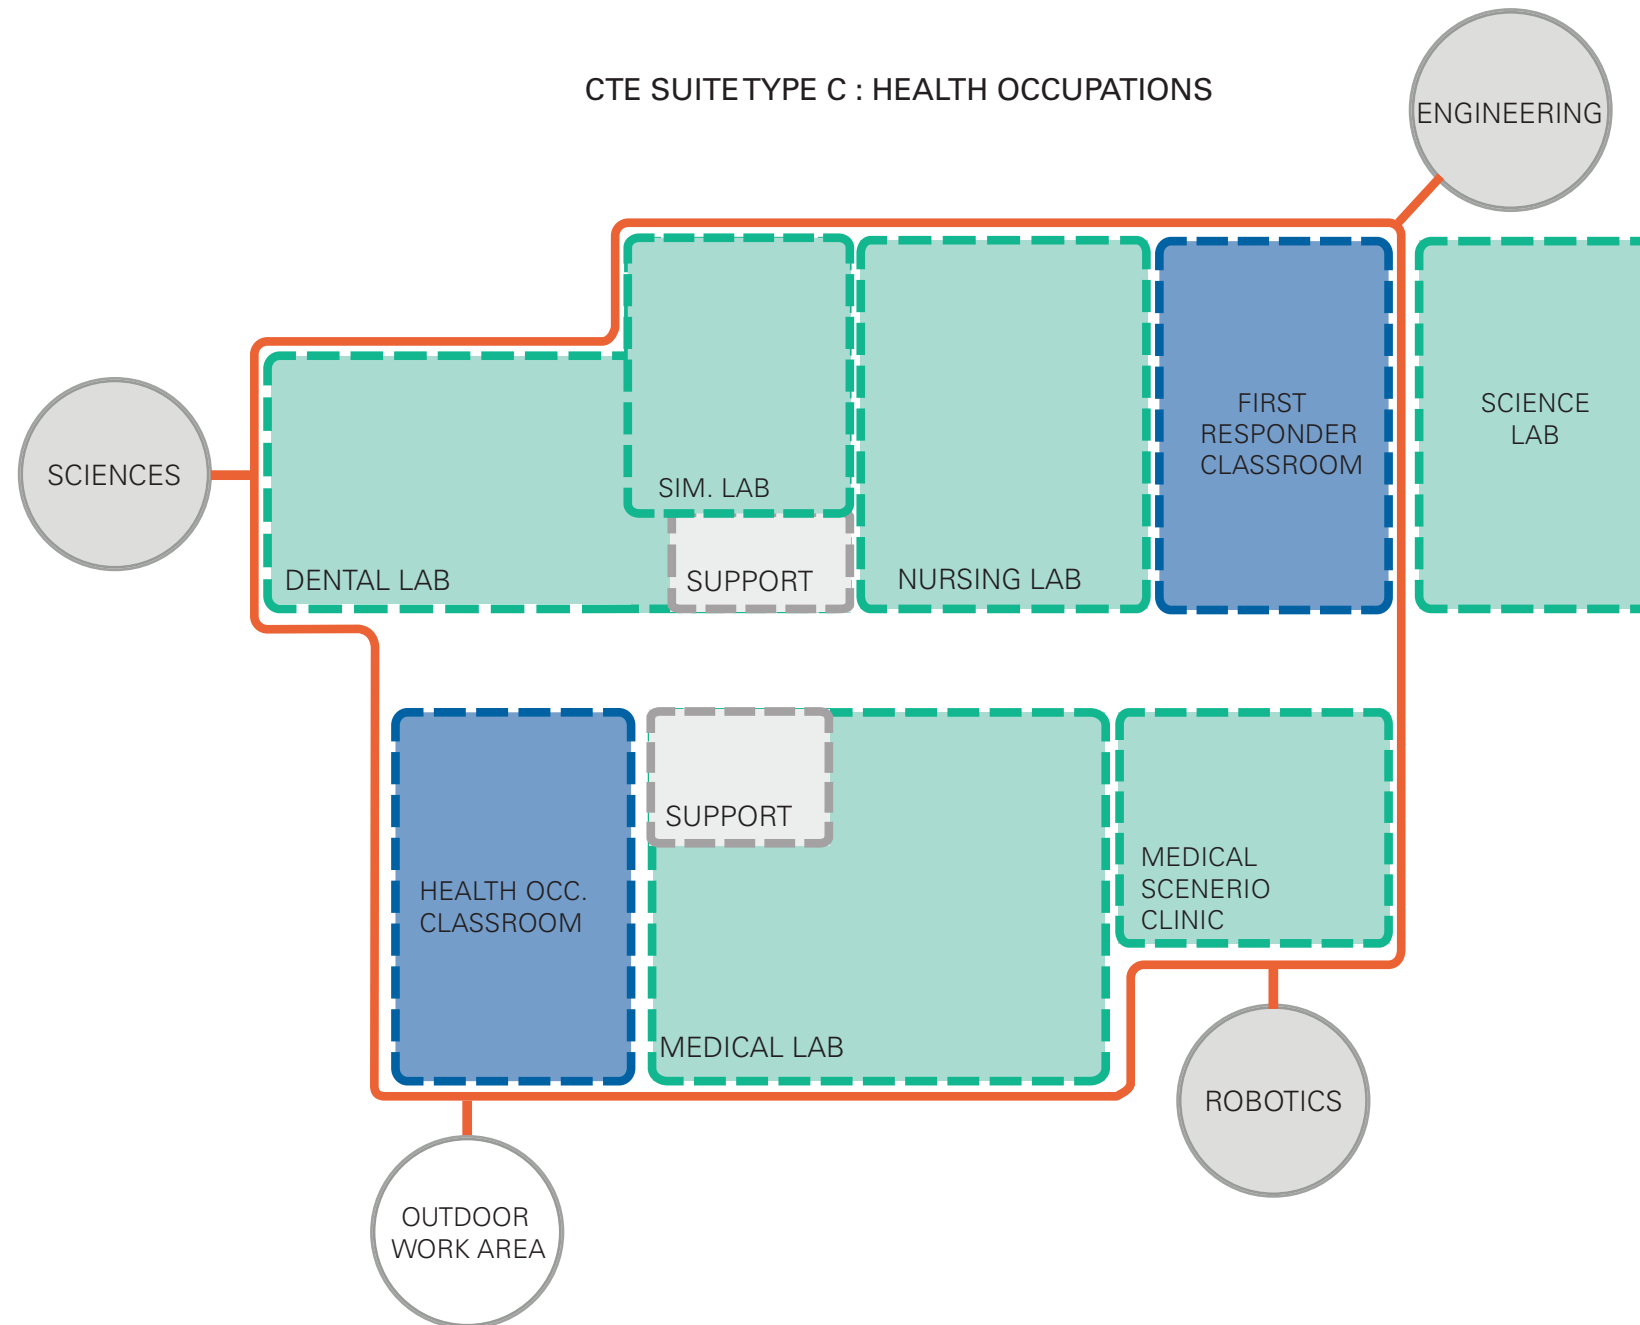 CTE SUITE TYPE C : HEALTH OCCUPATIONS
ENGINEERING
SCIENCES
DENTAL LAB
SIM. LAB
SUPPORT
NURSING LAB
FIRST
RESPONDER
CLASSROOM
SCIENCE
LAB
HEALTH OCC.
CLASSROOM
SUPPORT
MEDICAL LAB
MEDICAL
SCENERIO
CLINIC
ROBOTICS
OUTDOOR
WORK AREA